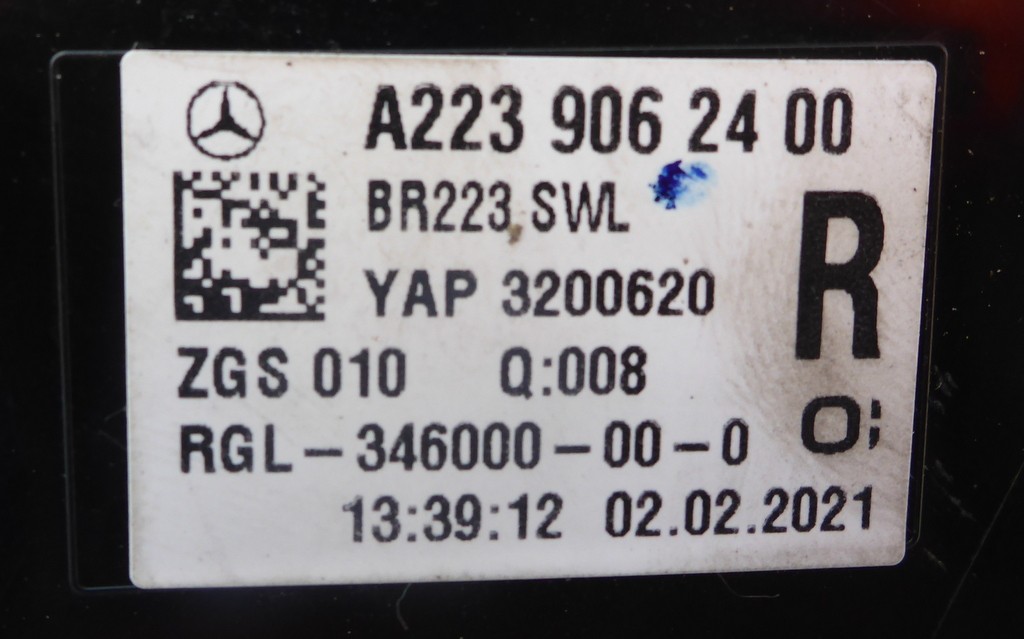 A223 906 24 00
BR223 SWL
R
YAP 3200620
ZGS 010 Q:008
RGL-346000-00-0
13:39:12 02.02.2021